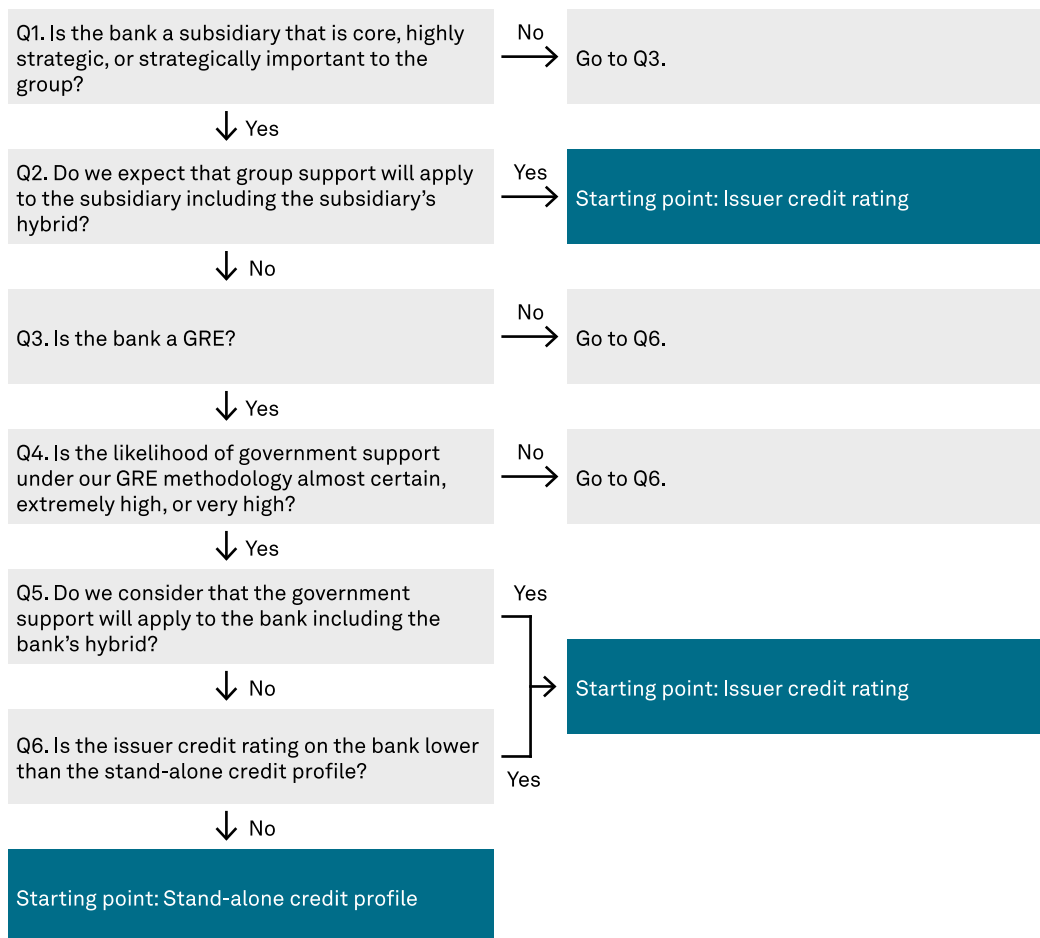 Q1. Is the bank a subsidiary that is core, highly
strategic, or strategically important to the
group?
No
Go to Q3.
Yes
Q2. Do we expect that group support will apply
to the subsidiary including the subsidiary’s
hybrid?
Yes
Starting point: Issuer credit rating
No
Q3. Is the bank a GRE?
No
Go to Q6.
Yes
Q4. Is the likelihood of government support
under our GRE methodology almost certain,
extremely high, or very high?
No
Go to Q6.
Yes
Q5. Do we consider that the government
support will apply to the bank including the
bank’s hybrid?
Yes
Starting point: Issuer credit rating
No
Q6. Is the issuer credit rating on the bank lower
than the stand-alone credit profile?
Yes
No
Starting point: Stand-alone credit profile